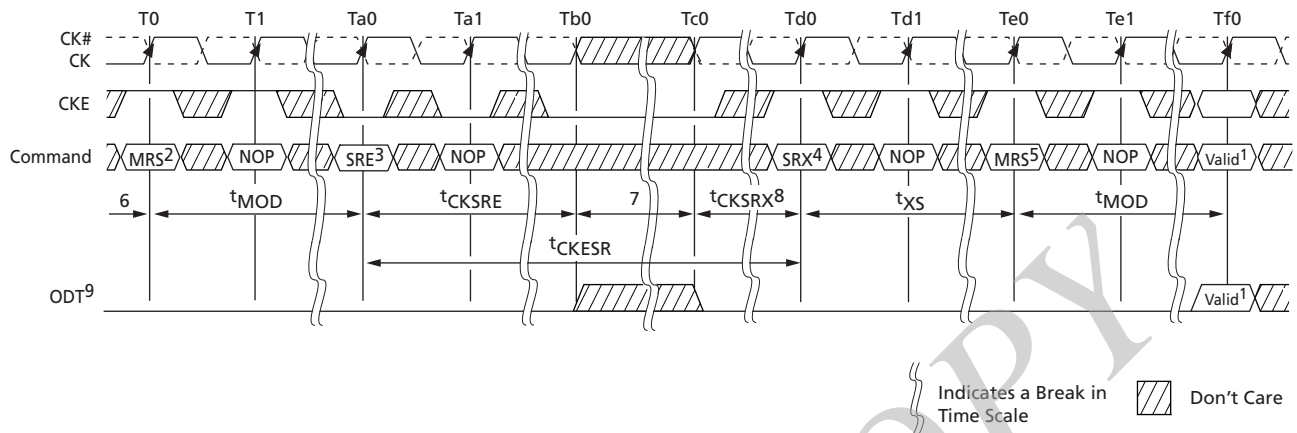 T0 T1 Ta0 Ta1 Tb0 Tc0 Td0 Td1 Te0 Te1 Tf0
CK#
CK
CKE
Command MRS2 NOP SRE3 NOP SRX4 NOP MRS5 NOP Valid1
6 tMOD tCKSRE 7 tCKSRX8 tXS tMOD
tCKESR
ODT9 Valid1
Indicates a Break in
Time Scale
Don't Care
OPY